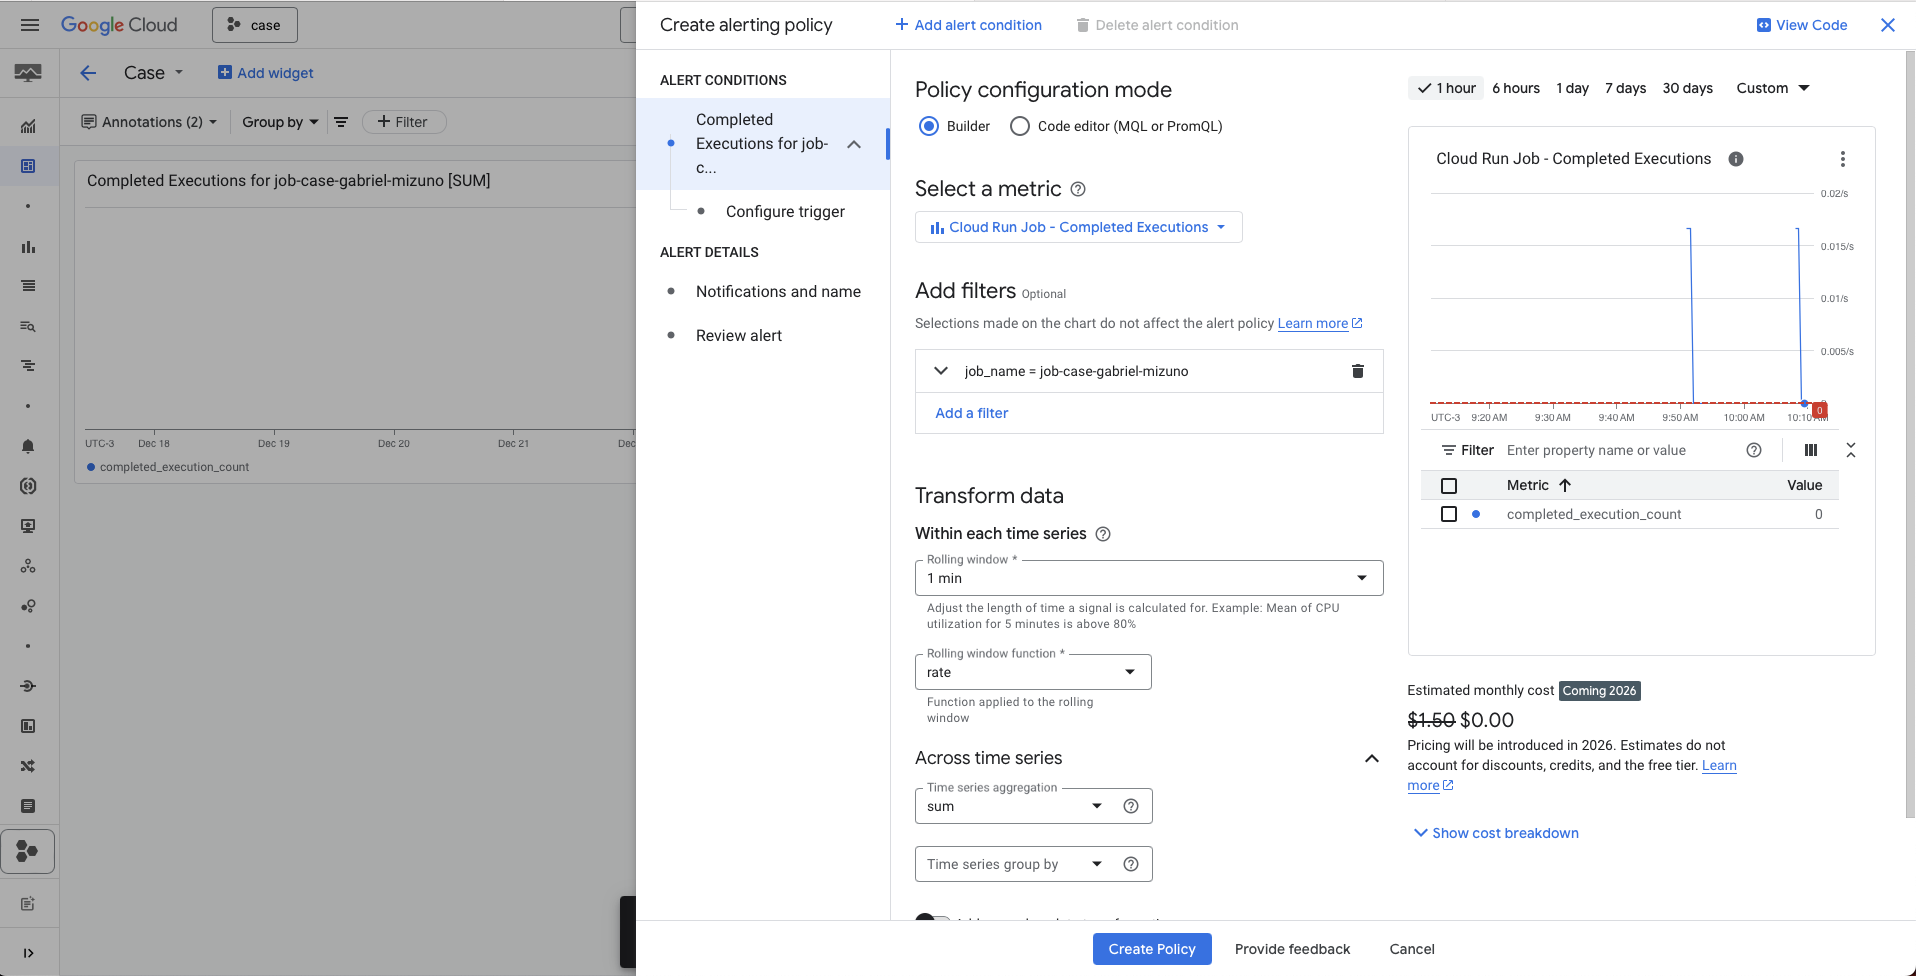 Google Cloud
case
Case
Add widget
Annotations (2)
Group by
Filter
Completed Executions for job-case-gabriel-mizuno [SUM]
UTC-3
Dec 18
Dec 19
Dec 20
Dec 21
completed_execution_count
Create alerting policy
Add alert condition
Delete alert condition
View Code
ALERT CONDITIONS
Completed
Executions for job-
c...
Configure trigger
ALERT DETAILS
Notifications and name
Review alert
Policy configuration mode
Builder
Code editor (MQL or PromQL)
Select a metric
Cloud Run Job - Completed Executions
Add filters Optional
Selections made on the chart do not affect the alert policy Learn more
job_name = job-case-gabriel-mizuno
Add a filter
Transform data
Within each time series
Rolling window *
1 min
Adjust the length of time a signal is calculated for. Example: Mean of CPU
utilization for 5 minutes is above 80%
Rolling window function *
rate
Function applied to the rolling
window
Across time series
Time series aggregation
sum
Time series group by
1 hour
6 hours
1 day
7 days
30 days
Custom
Cloud Run Job - Completed Executions
0.02/s
0.015/s
0.01/s
0.005/s
0
UTC-3
9:20 AM
9:30 AM
9:40 AM
9:50 AM
10:00 AM
10:10
Filter
Enter property name or value
Metric
Value
completed_execution_count
0
Estimated monthly cost
Coming 2026
$1.50 $0.00
Pricing will be introduced in 2026. Estimates do not
account for discounts, credits, and the free tier. Learn
more
Show cost breakdown
Create Policy
Provide feedback
Cancel